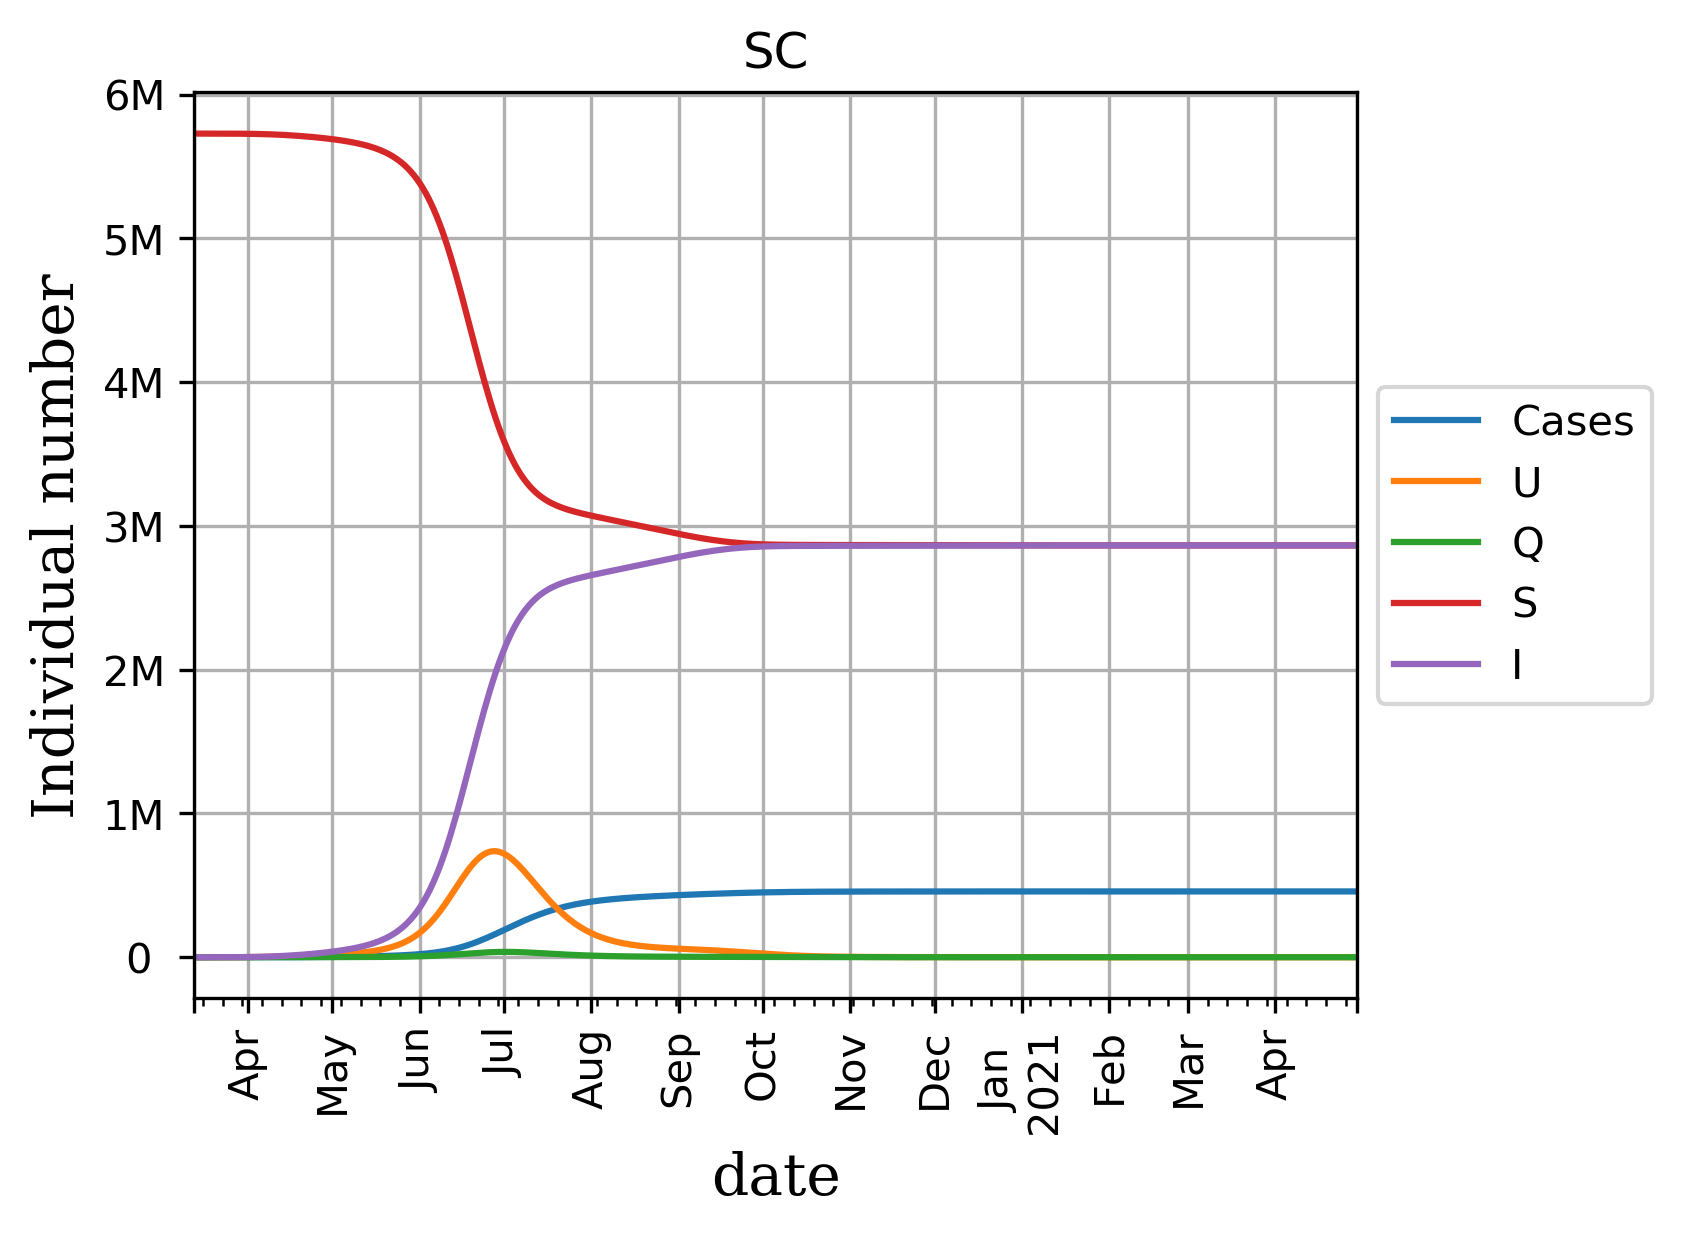 SC
6M
5M
4M
3M
2M
1M
0
Individual number
Apr
May
Jun
Jul
Aug
Sep
Oct
Nov
Dec
Jan
2021
Feb
Mar
Apr
date
Cases
U
Q
S
I